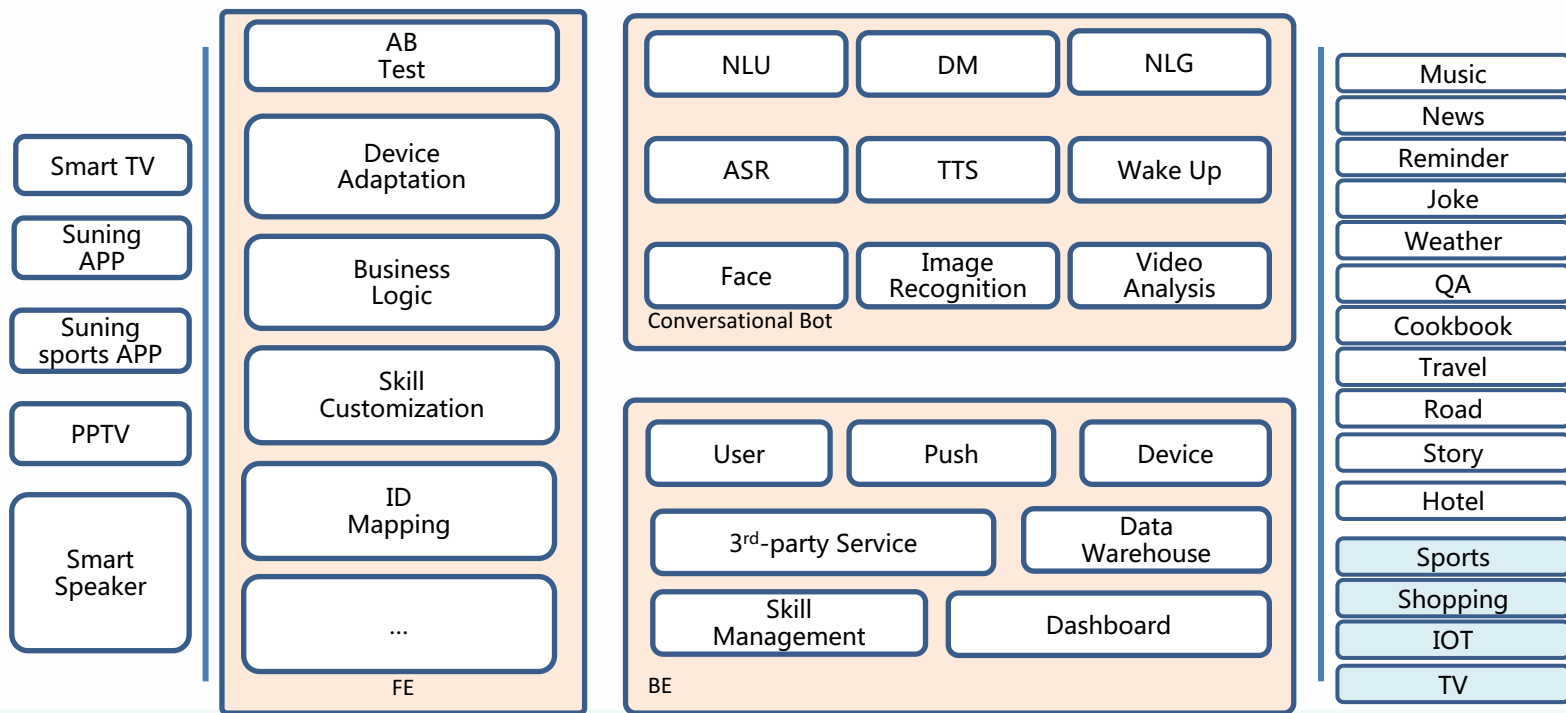 Smart TV
Suning
APP
Suning
sports APP
PPTV
Smart
Speaker
AB
Test
Device
Adaptation
Business
Logic
Skill
Customization
ID
Mapping
...
FE
NLU
DM
NLG
ASR
TTS
Wake Up
Face
Image
Recognition
Video
Analysis
Conversational Bot
User
Push
Device
3rd-party Service
Data
Warehouse
Skill
Management
Dashboard
BE
Music
News
Reminder
Joke
Weather
QA
Cookbook
Travel
Road
Story
Hotel
Sports
Shopping
IOT
TV